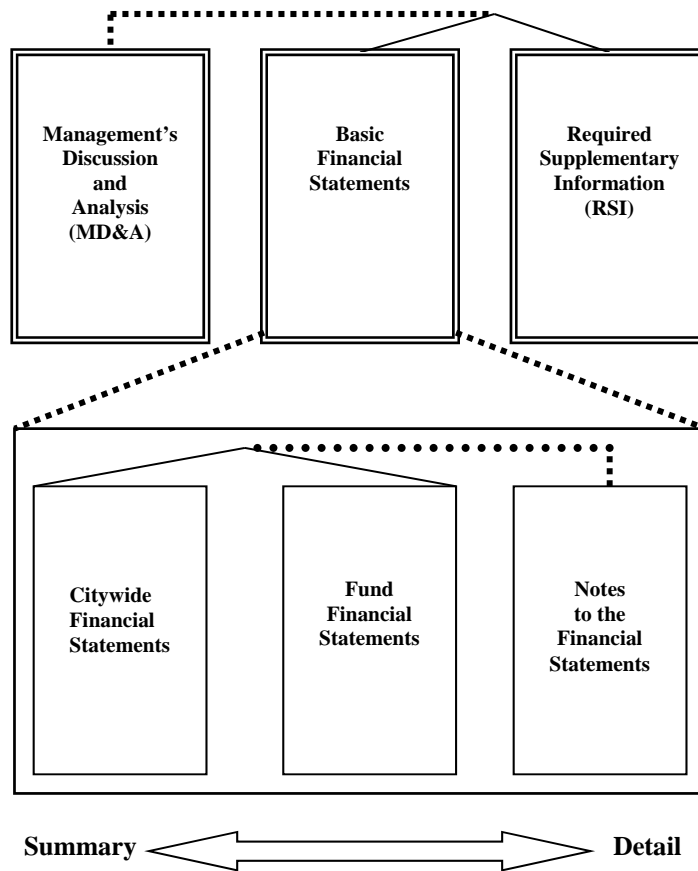 Management’s
Discussion
and
Analysis
(MD&A)
Basic
Financial
Statements
Required
Supplementary
Information
(RSI)
Citywide
Financial
Statements
Fund
Financial
Statements
Notes
to the
Financial
Statements
Summary
Detail